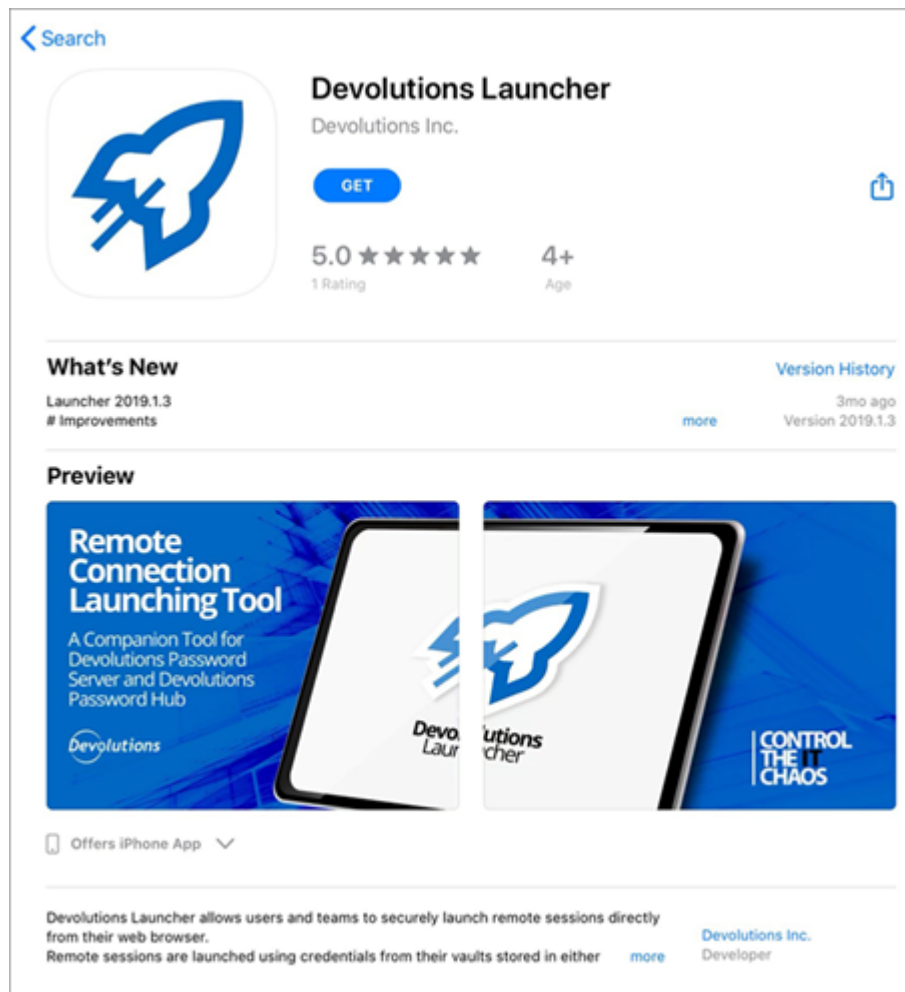 Search
Devolutions Launcher
Devolutions Inc.
GET
5.0 ★★★★★
4+
1 Rating
Age
What's New
Version History
Launcher 2019.1.3
3mo ago
# Improvements
more
Version 2019.1.3
Preview
Remote
Connection
Launching Tool
A Companion Tool for
Devolutions Password
Server and Devolutions
Password Hub
Devolutions
Devo
Laur
utions
cher
CONTROL
THE IT
CHAOS
Offers iPhone App
Devolutions Launcher allows users and teams to securely launch remote sessions directly
from their web browser.
Remote sessions are launched using credentials from their vaults stored in either
more
Devolutions Inc.
Developer